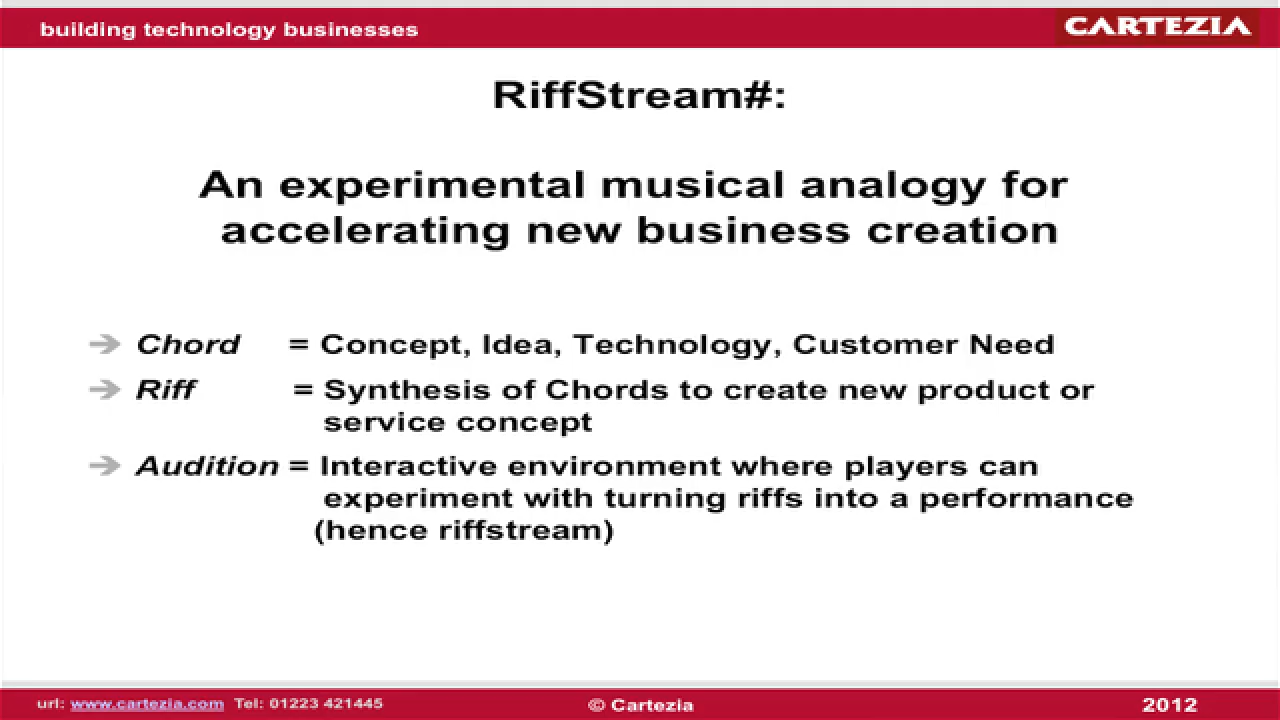 building technology businesses
CARTEZIA
RiffStream#:
An experimental musical analogy for
accelerating new business creation
➔ Chord = Concept, Idea, Technology, Customer Need
➔ Riff = Synthesis of Chords to create new product or
service concept
➔ Audition = Interactive environment where players can
experiment with turning riffs into a performance
(hence riffstream)
url: www.cartezia.com Tel: 01223 421445
© Cartezia
2012